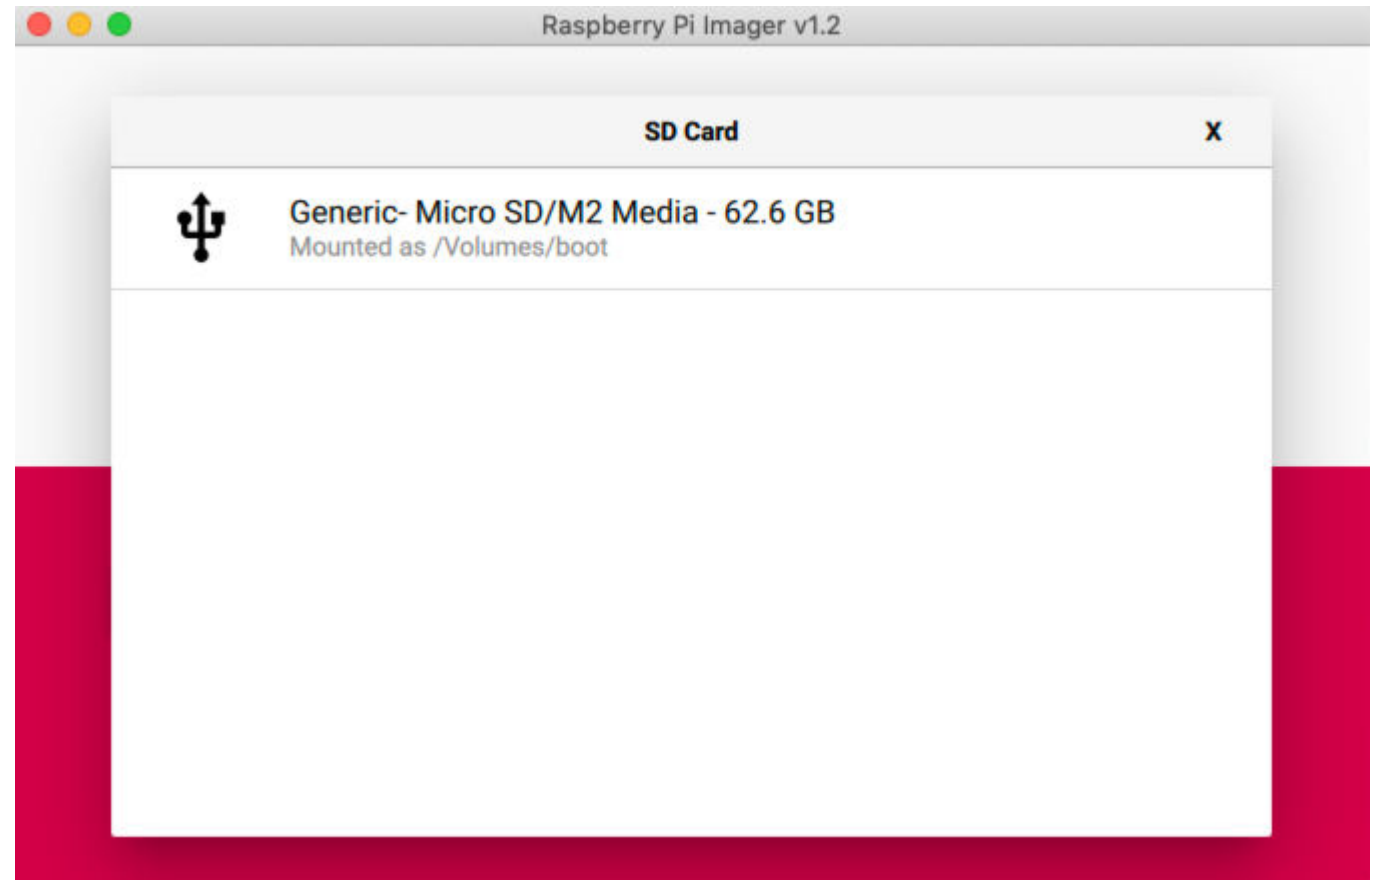 Raspberry Pi Imager v1.2
SD Card X
Generic- Micro SD/M2 Media - 62.6 GB
Mounted as /Volumes/boot